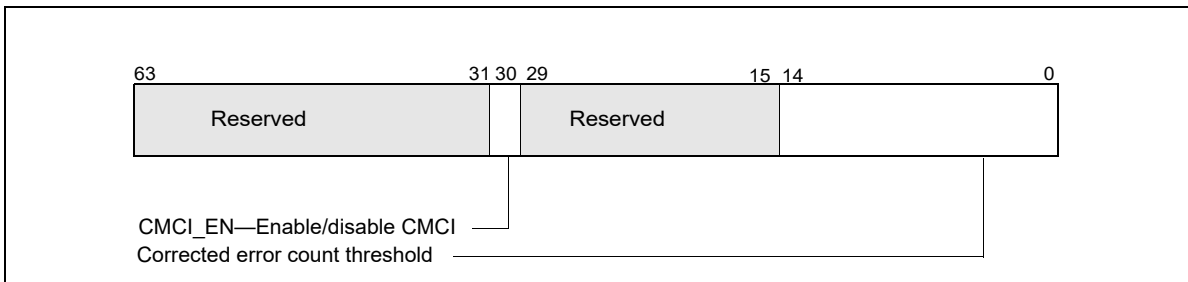 63 31 30 29 15 14 0
Reserved Reserved
CMCI_EN—Enable/disable CMCI
Corrected error count threshold